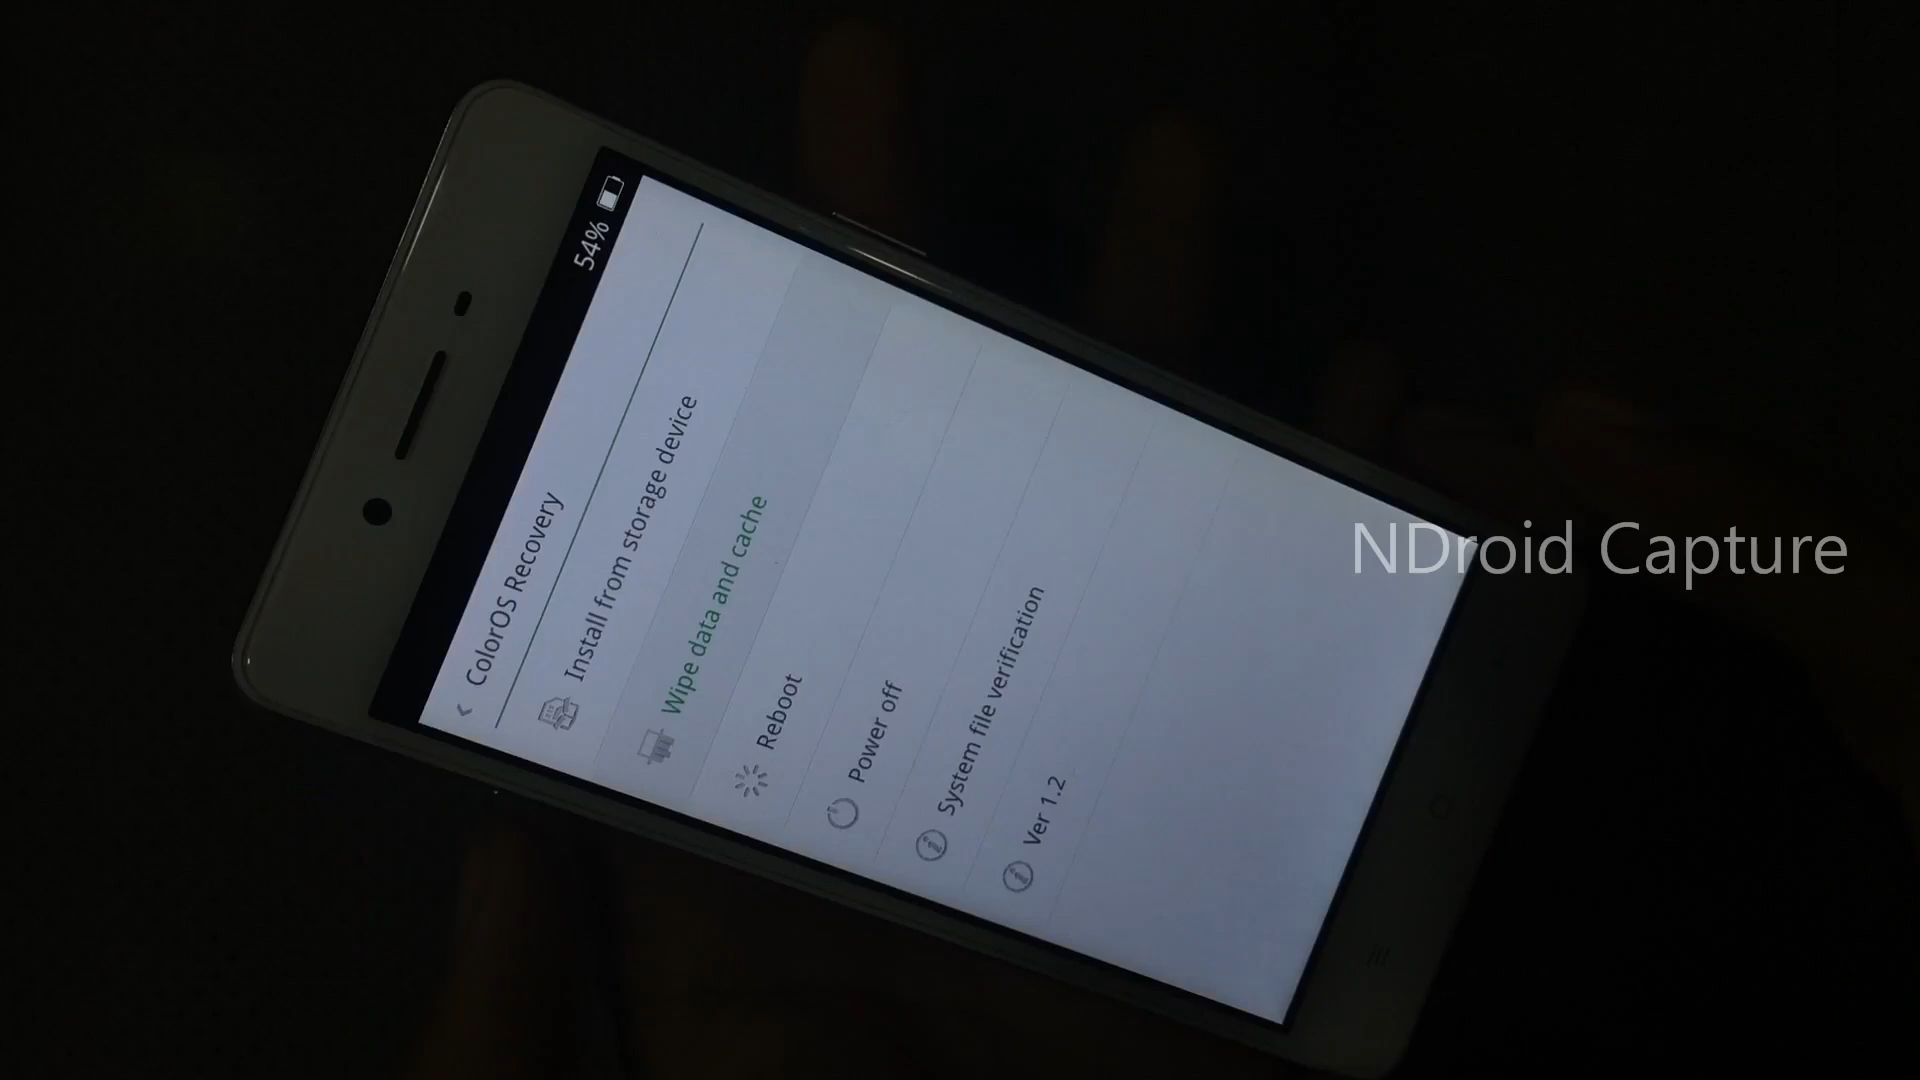 54%
ColorOS Recovery
Install from storage device
Wipe data and cache
Reboot
Power off
System file verification
Ver 1.2
NDroid Capture